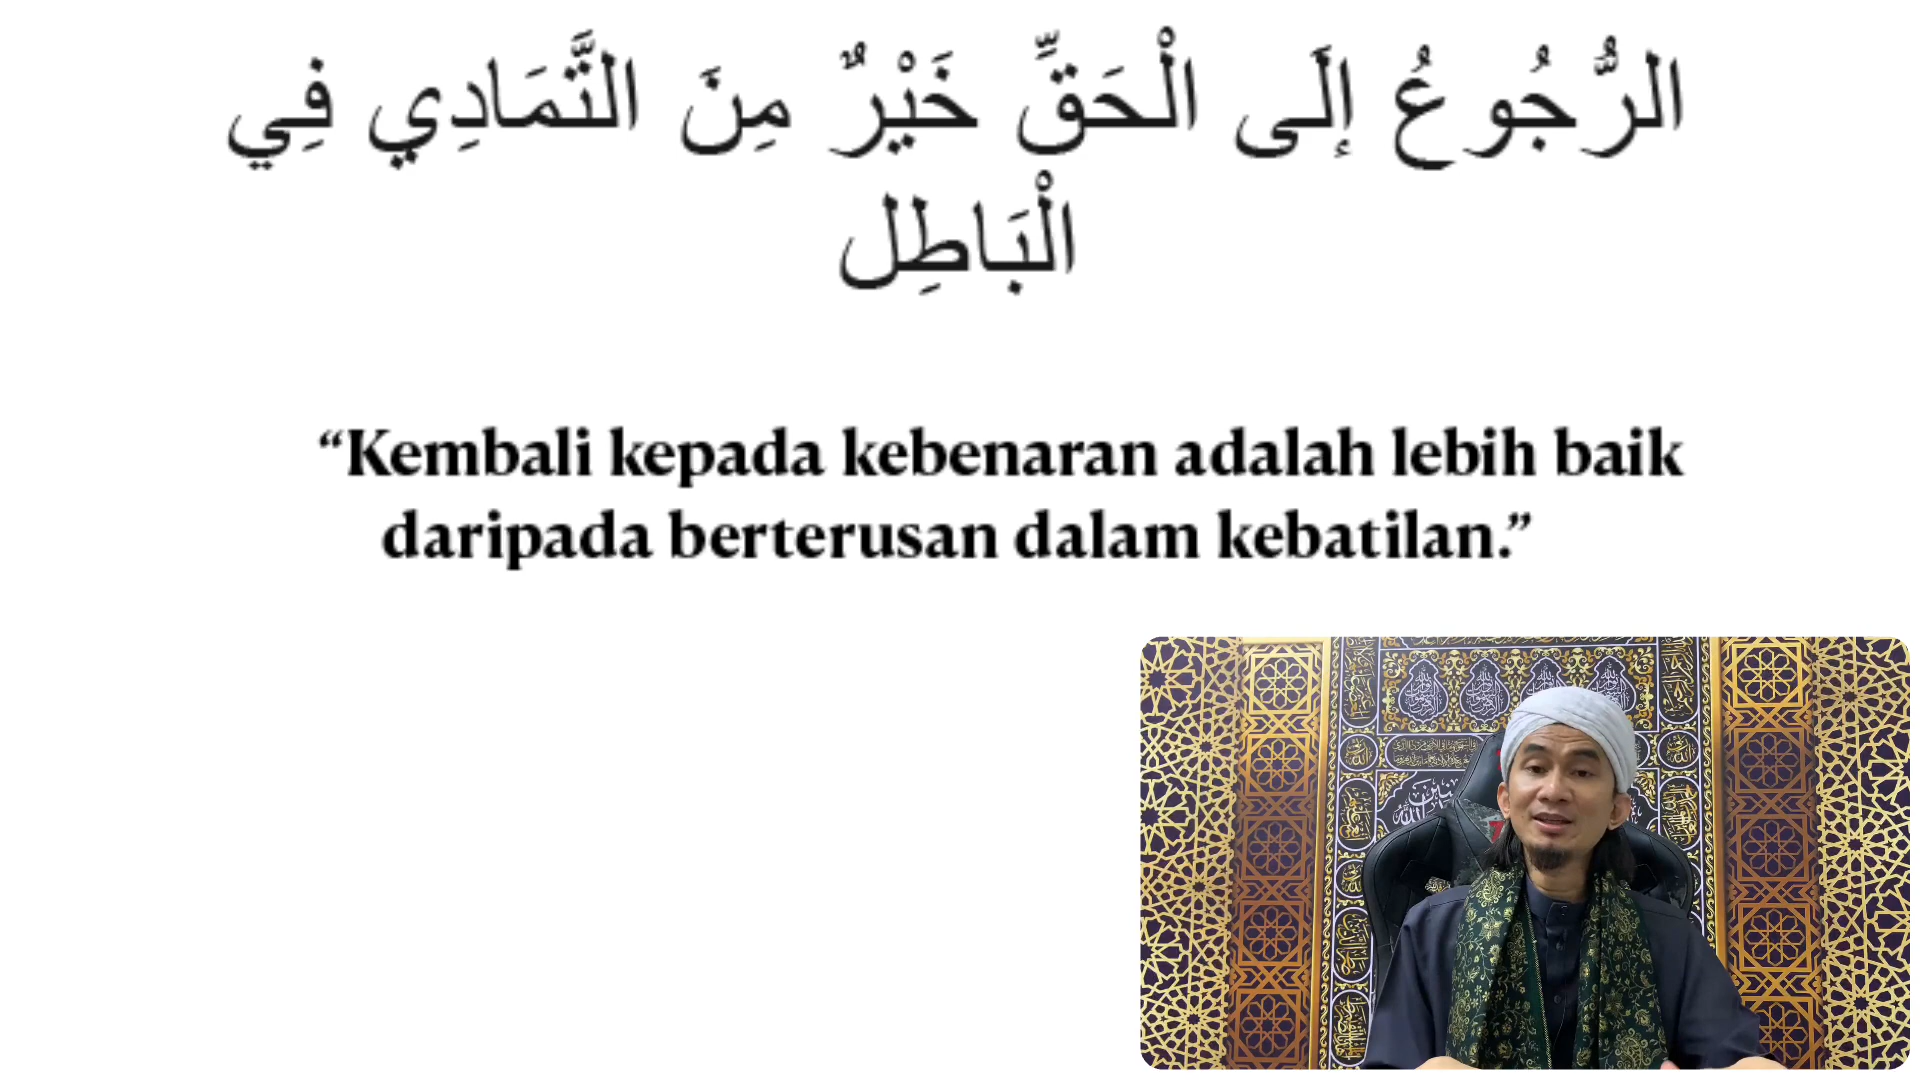 الرُّجُوعُ إِلَى الْحَقِّ خَيْرٌ مِنَ التَّمَادِي فِي
الْبَاطِل
“Kembali kepada kebenaran adalah lebih baik
daripada berterusan dalam kebatilan.”